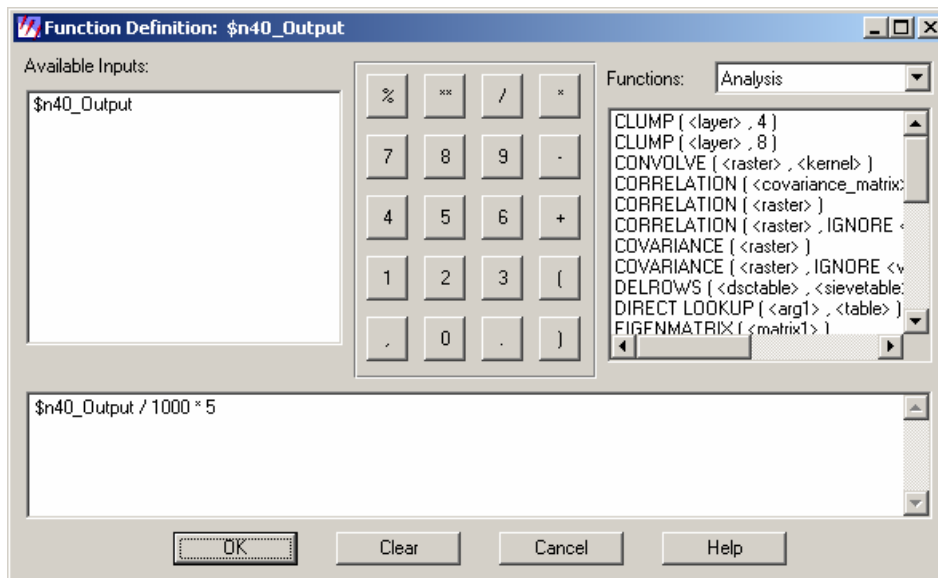 Function Definition: $n40_Output
Available Inputs:
$n40_Output
% ** / *
7 8 9 -
4 5 6 +
1 2 3 (
, 0 . )
Functions: Analysis
CLUMP ( <layer> , 4 )
CLUMP ( <layer> , 8 )
CONVOLVE ( <raster> , <kernel> )
CORRELATION ( <covariance_matrix>
CORRELATION ( <raster> )
CORRELATION ( <raster> , IGNORE <
COVARIANCE ( <raster> )
COVARIANCE ( <raster> , IGNORE <v
DELROWS ( <dsctable> , <sievetable>
DIRECT LOOKUP ( <arg1> , <table> )
EIGENMATRIX ( <matrix1> )
$n40_Output / 1000 * 5
OK Clear Cancel Help